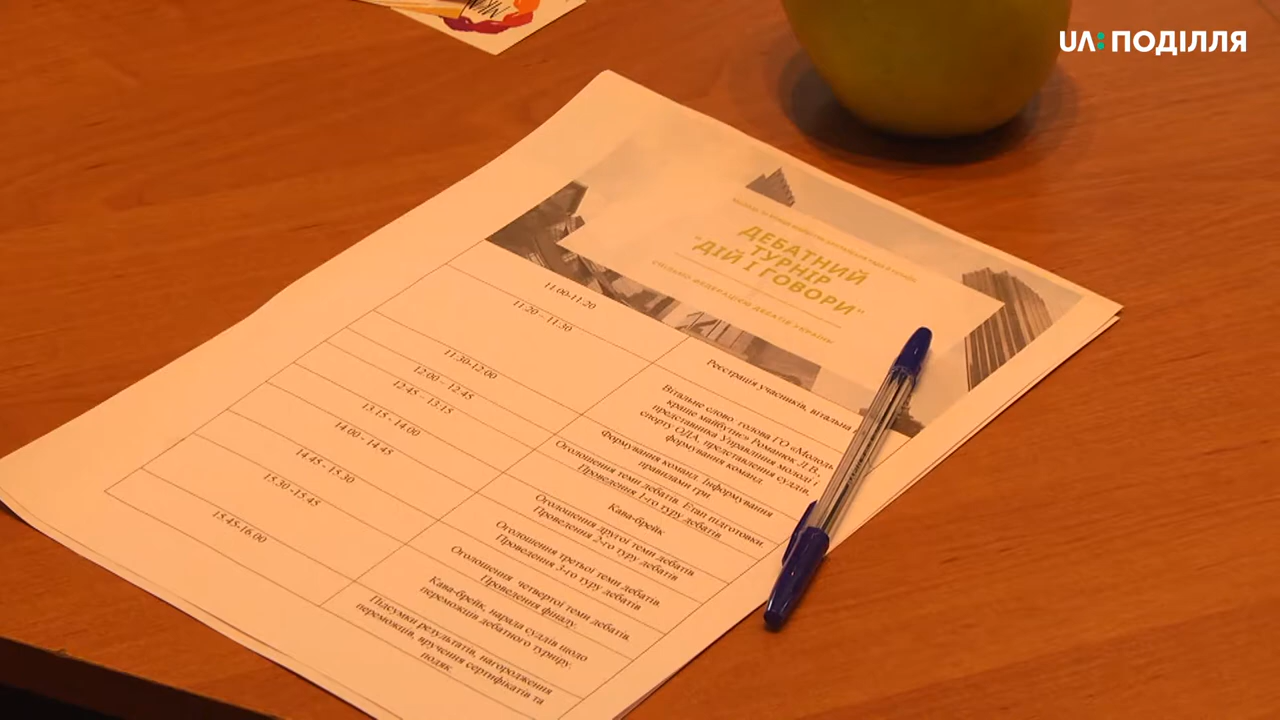 UA: ПОДІЛЛЯ
ДЕБАТНИЙ
ТУРНІР
"ДІЙ І ГОВОРИ"
СПІЛЬНО ФЕДЕРАЦІЄЮ ДЕБАТІВ УКРАЇНИ
11.00-11:20
Реєстрація учасників, вітальна
11:20 – 11:30
Вітальне слово: голова ГО «Молодь
краще майбутнє» Романюк Л.В.,
представника Управління молоді і
спорту ОДА, представлення суддів,
формування команд.
11:30-12:00
Формування команд. Інформування
правилами гри
12:00 – 12:45
Оголошення теми дебатів. Етап підготовки.
Проведення 1-го туру дебатів
12:45 – 13:15
Кава-брейк
13.15 - 14:00
Оголошення другої теми дебатів
Проведення 2-го туру дебатів
14:00 - 14:45
Оголошення третьої теми дебатів.
Проведення 3-го туру дебатів
14:45 - 15.30
Оголошення четвертої теми дебатів.
Проведення фіналу.
15.30 -15:45
Кава-брейк, нарада суддів щодо
переможців дебатного турніру.
15.45-16.00
Підсумки результатів, нагородження
переможців, вручення сертифікатів та
подяк